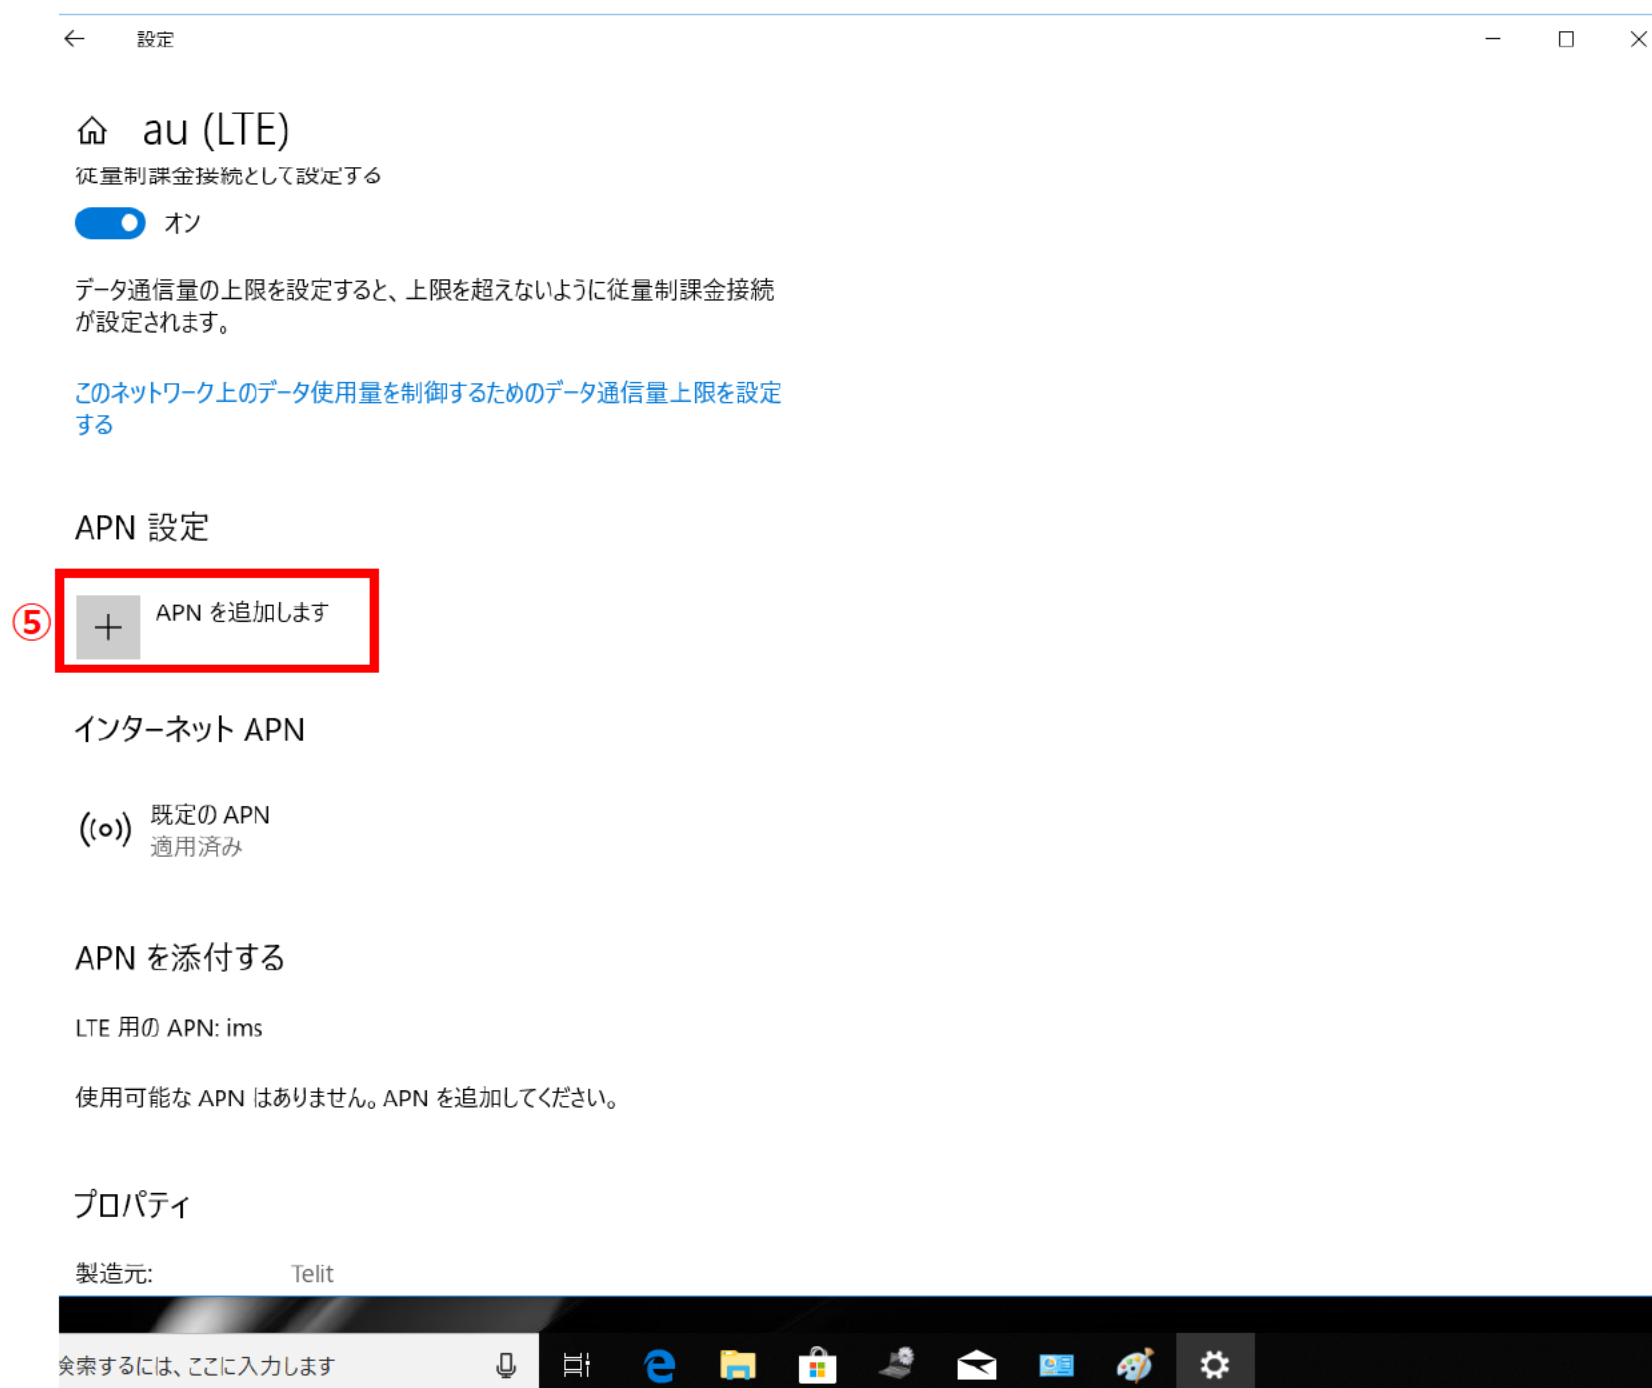 設定
au (LTE)
従量制課金接続として設定する
オン
データ通信量の上限を設定すると、上限を超えないように従量制課金接続
が設定されます。
このネットワーク上のデータ使用量を制御するためのデータ通信量上限を設定
する
APN 設定
⑤
APN を追加します
インターネット APN
既定の APN
適用済み
APN を添付する
LTE 用の APN: ims
使用可能な APN はありません。APN を追加してください。
プロパティ
製造元: Telit
検索するには、ここに入力します